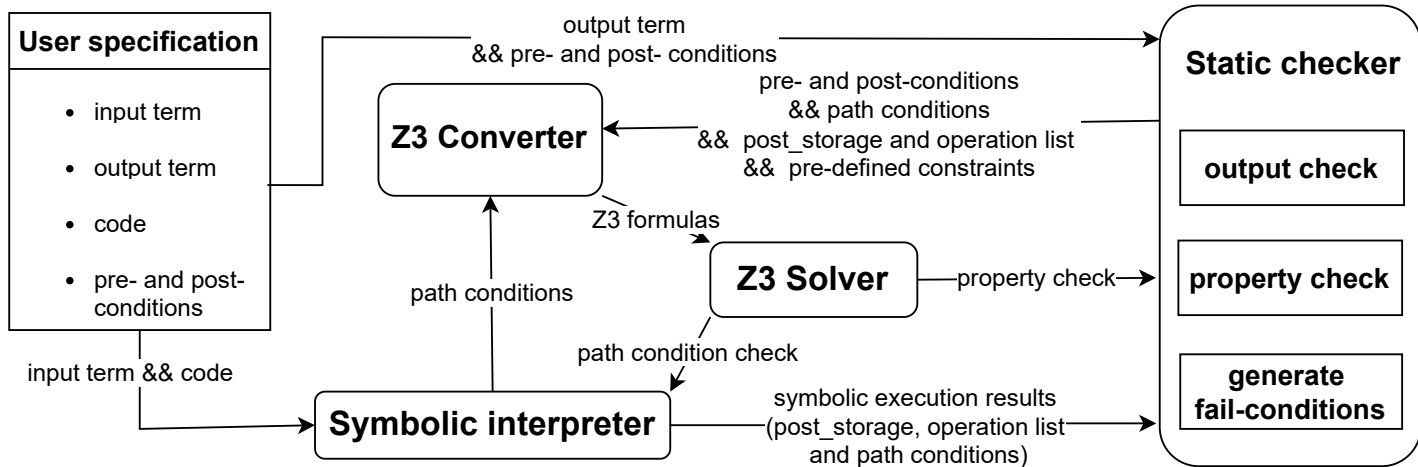 User specification
• input term
• output term
• code
• pre- and post-
conditions
output term
&& pre- and post- conditions
Z3 Converter
pre- and post-conditions
&& path conditions
&& post_storage and operation list
&& pre-defined constraints
Static checker
output check
property check
generate
fail-conditions
Z3 formulas
Z3 Solver
property check
path conditions
path condition check
input term && code
Symbolic interpreter
symbolic execution results
(post_storage, operation list
and path conditions)